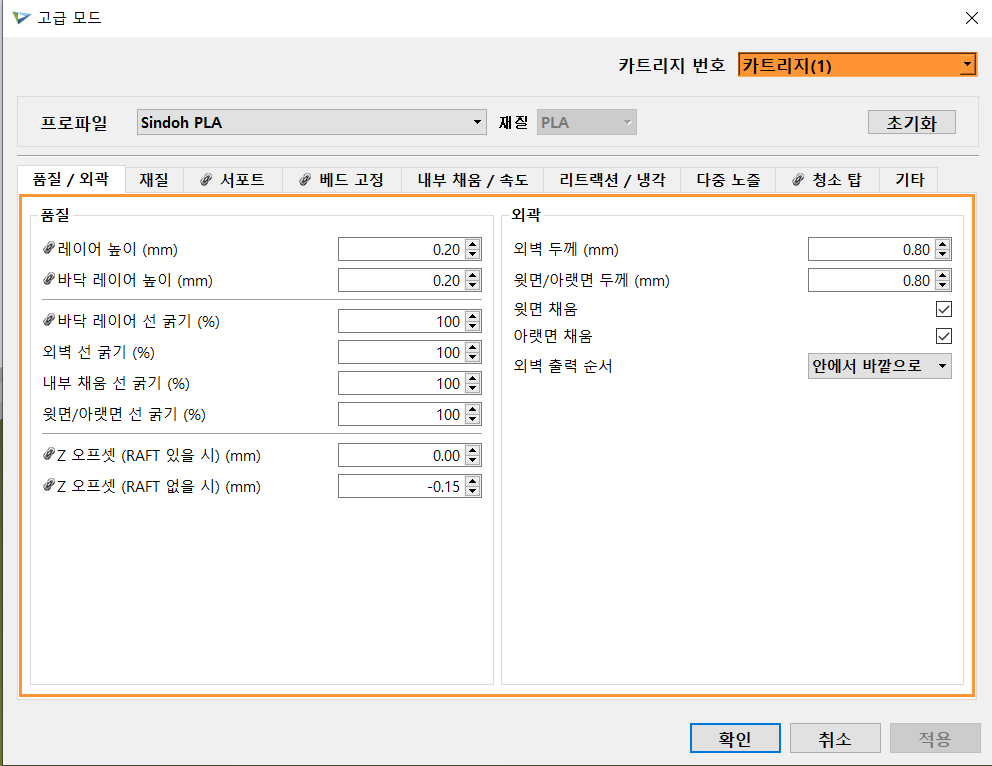 고급 모드
카트리지 번호 카트리지(1)
프로파일 Sindoh PLA 재질 PLA 초기화
품질 / 외곽 재질 서포트 베드 고정 내부 채움 / 속도 리트랙션 / 냉각 다중 노즐 청소 탑 기타
품질
레이어 높이 (mm) 0.20
바닥 레이어 높이 (mm) 0.20
바닥 레이어 선 굵기 (%) 100
외벽 선 굵기 (%) 100
내부 채움 선 굵기 (%) 100
윗면/아랫면 선 굵기 (%) 100
Z 오프셋 (RAFT 있을 시) (mm) 0.00
Z 오프셋 (RAFT 없을 시) (mm) -0.15
외곽
외벽 두께 (mm) 0.80
윗면/아랫면 두께 (mm) 0.80
윗면 채움
아랫면 채움
외벽 출력 순서 안에서 바깥으로
확인 취소 적용